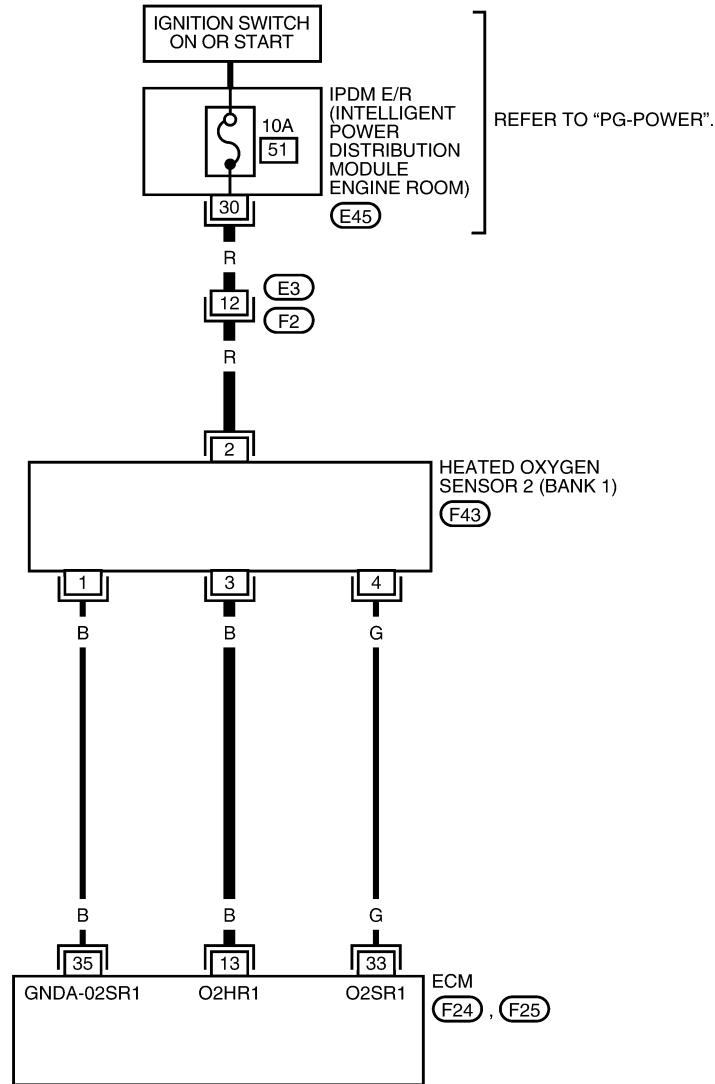 IGNITION SWITCH
ON OR START
IPDM E/R
(INTELLIGENT
POWER
DISTRIBUTION
MODULE
ENGINE ROOM)
10A
51
REFER TO “PG-POWER”.
30
E45
R
12
E3
F2
R
2
HEATED OXYGEN
SENSOR 2 (BANK 1)
F43
1 3 4
B B G
B B G
35 13 33
GNDA-02SR1 O2HR1 O2SR1
ECM
F24 , F25